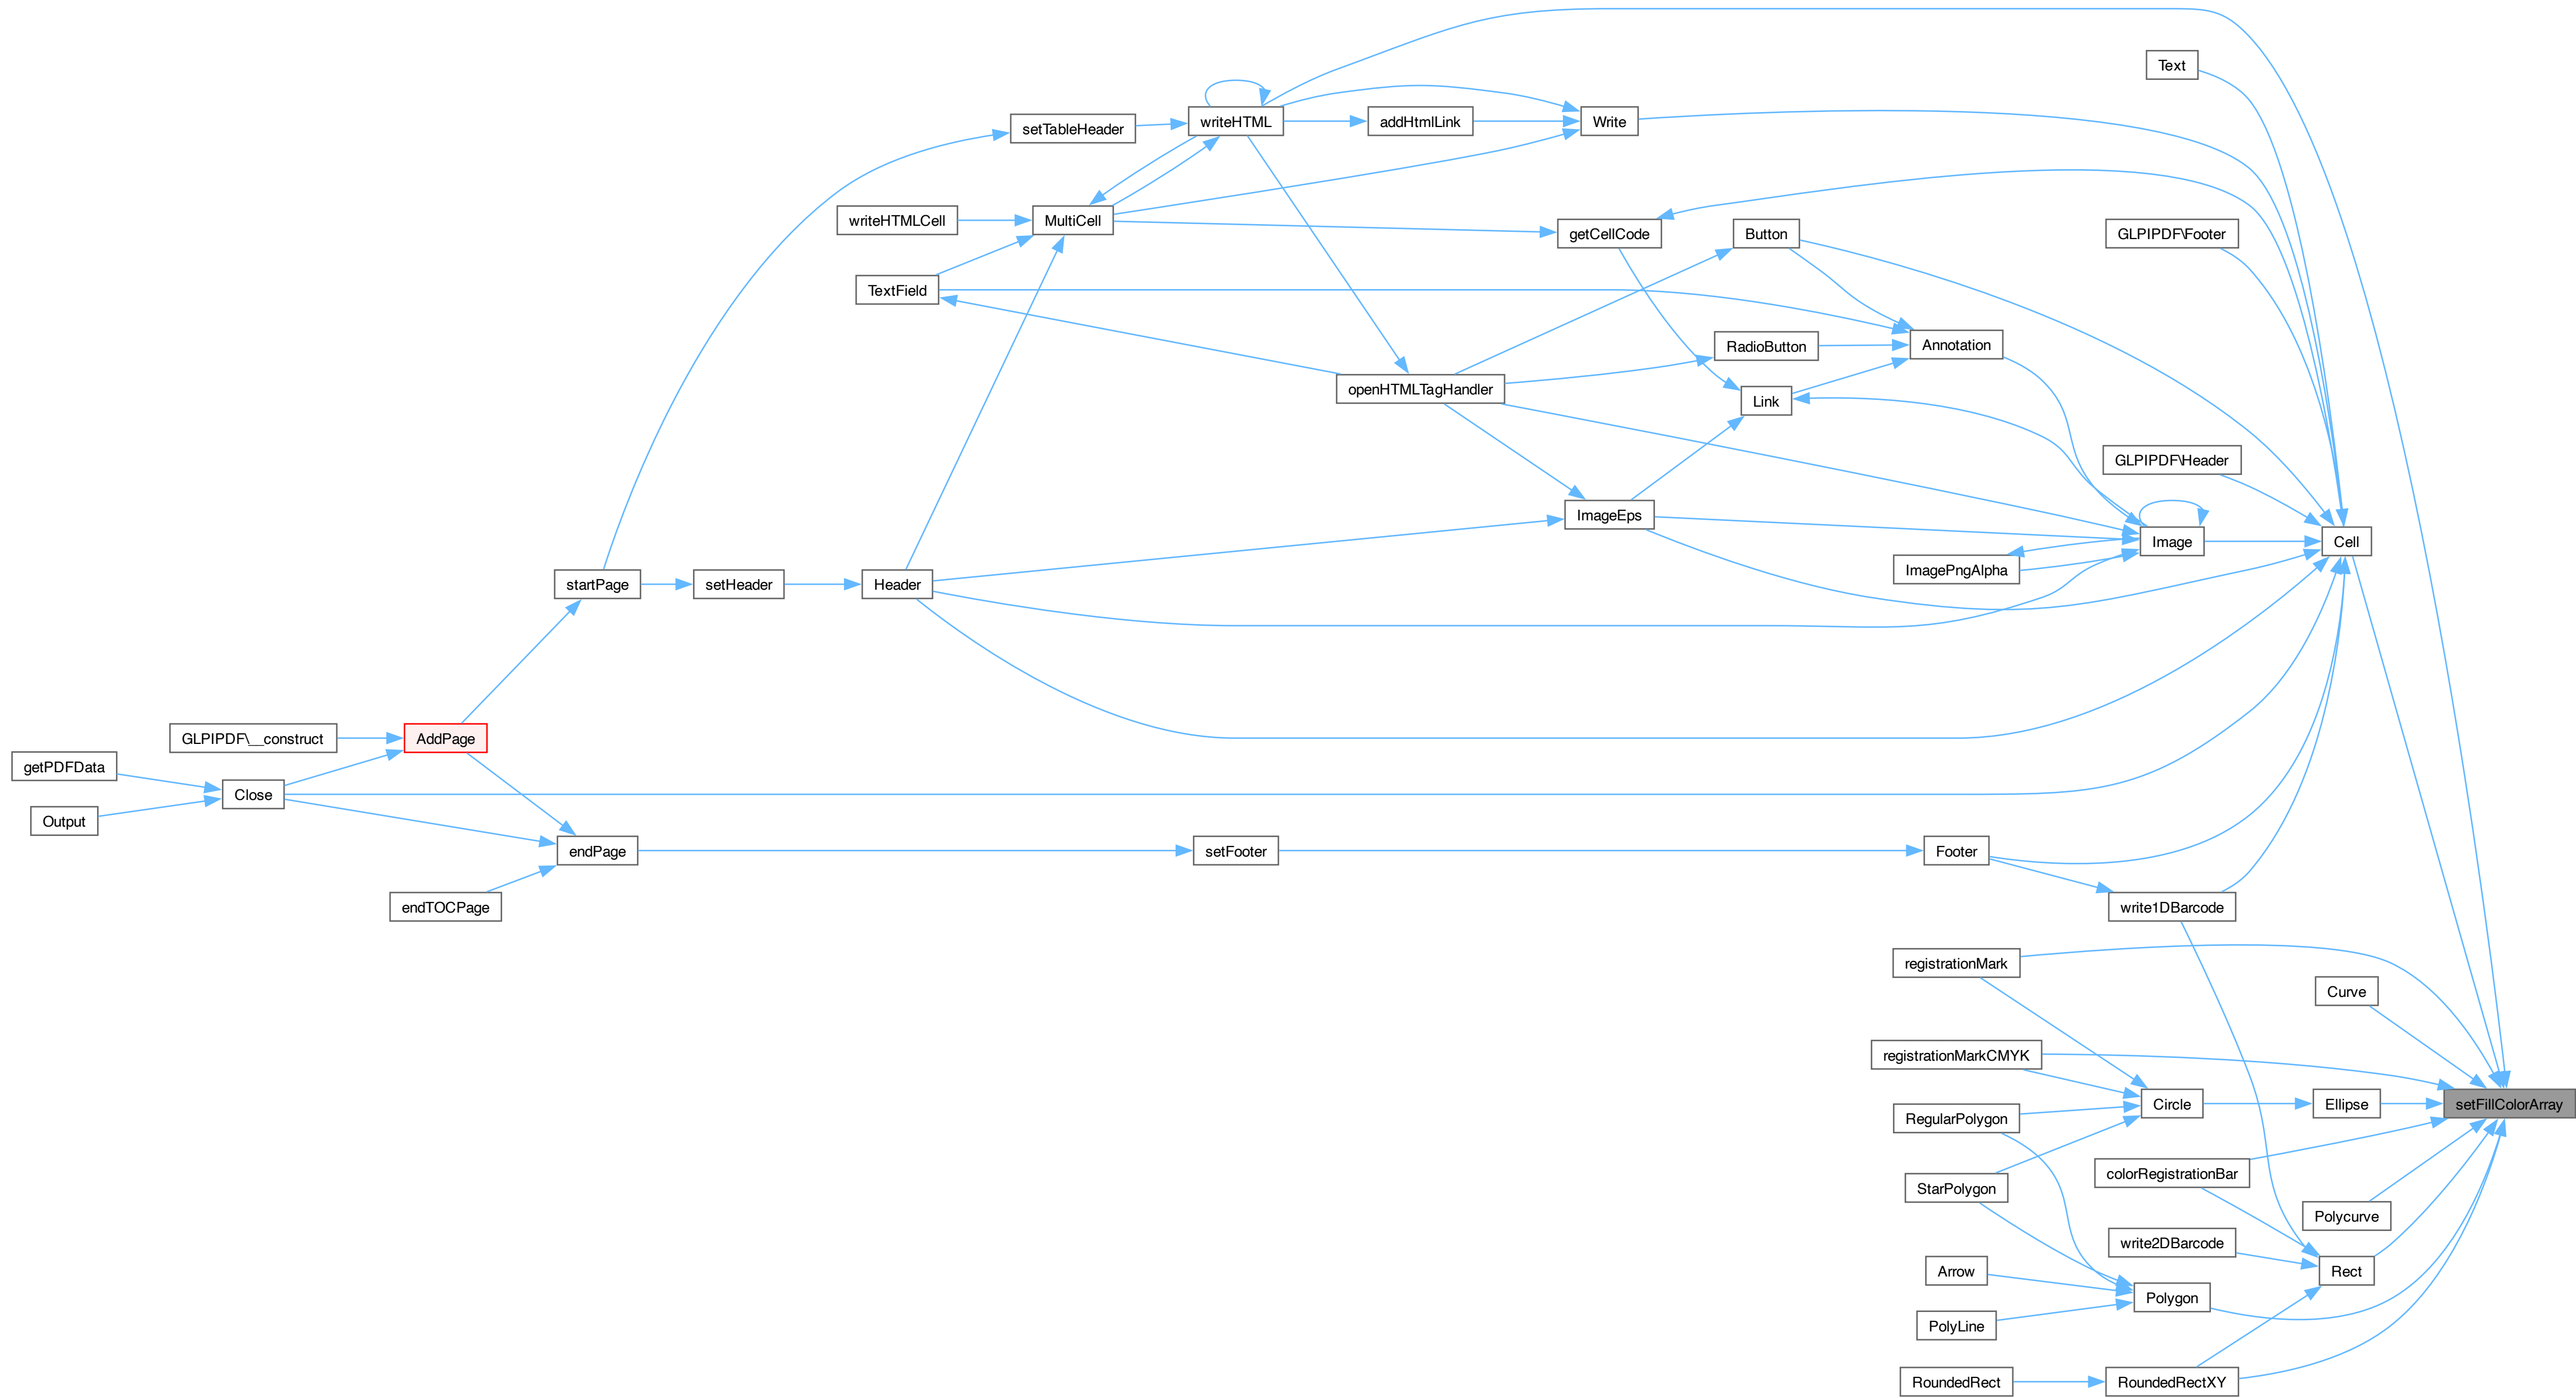 Text
writeHTML
addHtmlLink
Write
setTableHeader
writeHTMLCell
MultiCell
getCellCode
Button
GLPIPDF\Footer
TextField
RadioButton
Annotation
openHTMLTagHandler
Link
GLPIPDF\Header
ImageEps
Image
Cell
ImagePngAlpha
startPage
setHeader
Header
GLPIPDF\__construct
AddPage
getPDFData
Close
Output
endPage
setFooter
Footer
endTOCPage
write1DBarcode
registrationMark
Curve
registrationMarkCMYK
Circle
Ellipse
setFillColorArray
RegularPolygon
colorRegistrationBar
StarPolygon
Polycurve
write2DBarcode
Arrow
Rect
Polygon
PolyLine
RoundedRect
RoundedRectXY